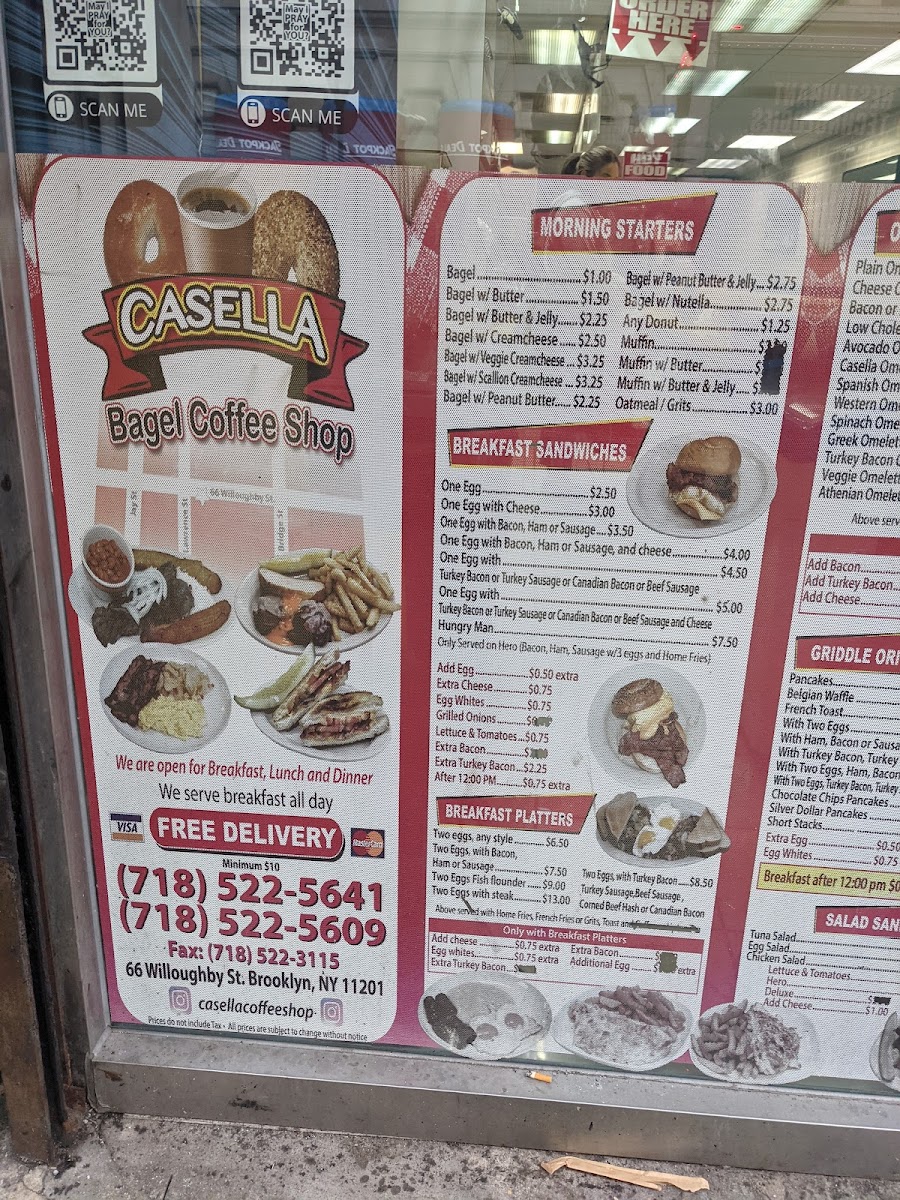 May I
PRAY
for
YOU?
SCAN ME
May I
PRAY
for
YOU?
SCAN ME
ORDER
HERE
FOOD
CASELLA
Bagel Coffee Shop
66 Willoughby St.
Jay St
Lawrence St
Bridge St
We are open for Breakfast, Lunch and Dinner
We serve breakfast all day
VISA
FREE DELIVERY
MasterCard
Minimum $10
(718) 522-5641
(718) 522-5609
Fax: (718) 522-3115
66 Willoughby St. Brooklyn, NY 11201
casellacoffeeshop
Prices do not include Tax • All prices are subject to change without notice
MORNING STARTERS
Bagel $1.00
Bagel w/ Butter $1.50
Bagel w/ Butter & Jelly $2.25
Bagel w/ Creamcheese $2.50
Bagel w/ Veggie Creamcheese $3.25
Bagel w/ Scallion Creamcheese $3.25
Bagel w/ Peanut Butter $2.25
Bagel w/ Peanut Butter & Jelly $2.75
Bagel w/ Nutella $2.75
Any Donut $1.25
Muffin $
Muffin w/ Butter $
Muffin w/ Butter & Jelly $
Oatmeal / Grits $3.00
BREAKFAST SANDWICHES
One Egg $2.50
One Egg with Cheese $3.00
One Egg with Bacon, Ham or Sausage $3.50
One Egg with Bacon, Ham or Sausage, and cheese $4.00
One Egg with $4.50
Turkey Bacon or Turkey Sausage or Canadian Bacon or Beef Sausage
One Egg with $5.00
Turkey Bacon or Turkey Sausage or Canadian Bacon or Beef Sausage and Cheese
Hungry Man $7.50
Only Served on Hero (Bacon, Ham, Sausage w/3 eggs and Home Fries)
Add Egg $0.50 extra
Extra Cheese $0.75
Egg Whites $0.75
Grilled Onions $
Lettuce & Tomatoes $0.75
Extra Bacon $
Extra Turkey Bacon $2.25
After 12:00 PM $0.75 extra
BREAKFAST PLATTERS
Two eggs, any style $6.50
Two Eggs, with Bacon,
Ham or Sausage $7.50
Two Eggs Fish flounder $9.00
Two Eggs with steak $13.00
Two Eggs, with Turkey Bacon $8.50
Turkey Sausage, Beef Sausage,
Corned Beef Hash or Canadian Bacon
Above served with Home Fries, French Fries or Grits, Toast and
Only with Breakfast Platters
Add cheese $0.75 extra
Egg whites $0.75 extra
Extra Turkey Bacon $
Extra Bacon $
Additional Egg $ extra
Plain Om
Cheese O
Bacon or
Low Chole
Avocado O
Casella Om
Spanish Om
Western Om
Spinach Ome
Greek Omelett
Turkey Bacon O
Veggie Omelett
Athenian Omelet
Above serv
Add Bacon
Add Turkey Bacon
Add Cheese
GRIDDLE ORI
Pancakes
Belgian Waffle
French Toast
With Two Eggs
With Ham, Bacon or Sausa
With Turkey Bacon, Turkey
With Two Eggs, Ham, Bacon
With Two Eggs, Turkey Bacon, Turkey
Chocolate Chips Pancakes
Silver Dollar Pancakes
Short Stacks
Extra Egg $0.50
Egg Whites $0.75
Breakfast after 12:00 pm $0
SALAD SAN
Tuna Salad
Egg Salad
Chicken Salad
Lettuce & Tomatoes
Hero
Deluxe $
Add Cheese $1.00